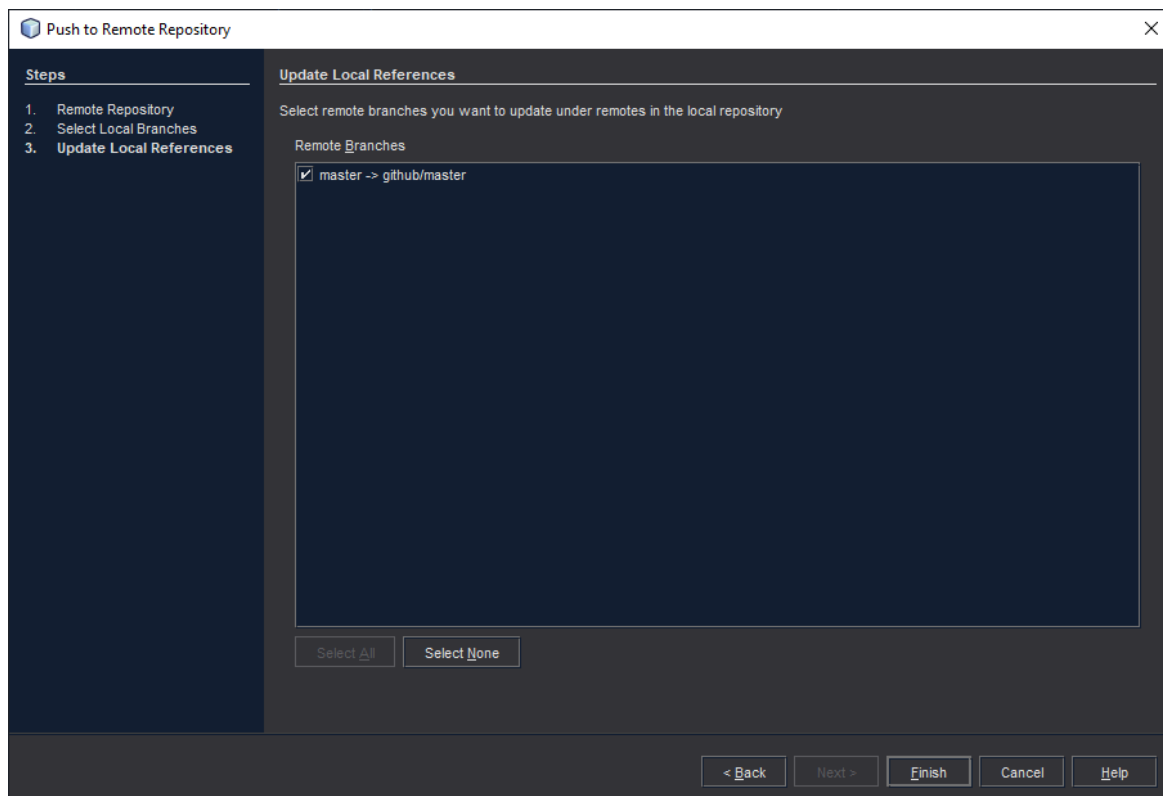 Push to Remote Repository
Steps
1. Remote Repository
2. Select Local Branches
3. Update Local References
Update Local References
Select remote branches you want to update under remotes in the local repository
Remote Branches
master -> github/master
Select All
Select None
< Back
Next >
Finish
Cancel
Help